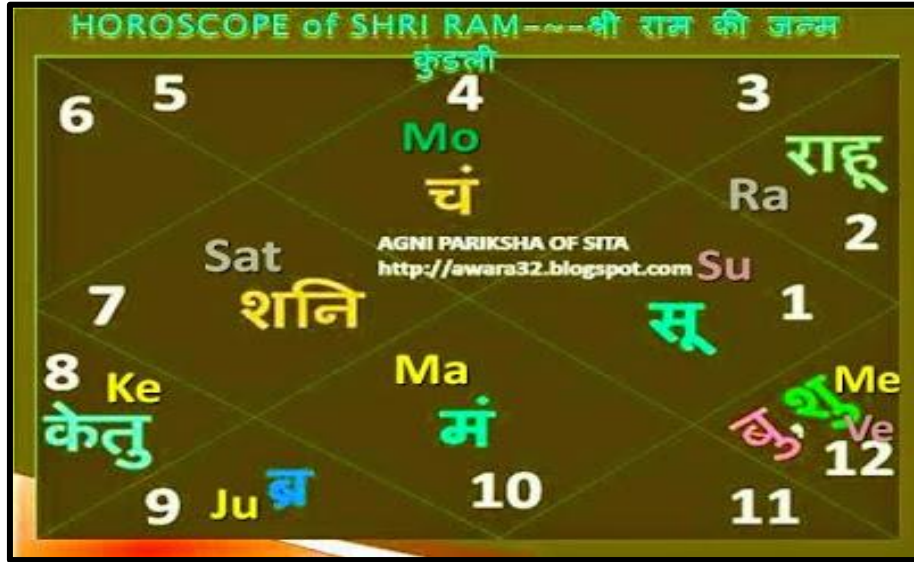 HOROSCOPE of SHRI RAM-~~-श्री राम की जन्म
कुंडली
6 5 4 3
Mo
राहू
चं
Ra
2
AGNI PARIKSHA OF SITA
Sat
http://awara32.blogspot.com Su
7 शनि सू 1
8 Ke Ma Me
शु
केतु मं बु, Ve
12
9 Ju ब्र 10 11